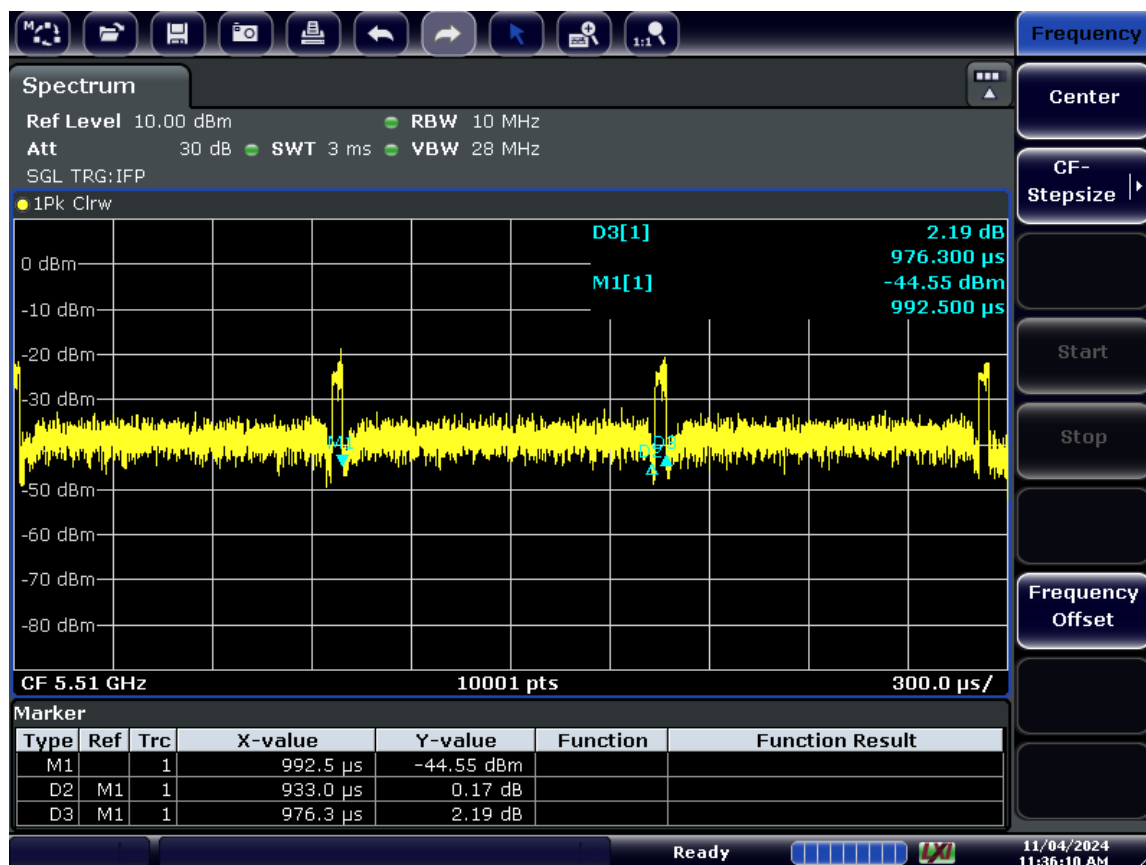 M
1:1
Frequency
Spectrum
Center
Ref Level 10.00 dBm RBW 10 MHz
Att 30 dB SWT 3 ms VBW 28 MHz
SGL TRG:IFP
CF-
Stepsize
1Pk Clrw
D3[1] 2.19 dB
976.300 µs
M1[1] -44.55 dBm
992.500 µs
0 dBm
-10 dBm
-20 dBm
-30 dBm
-50 dBm
-60 dBm
-70 dBm
-80 dBm
M1
D2
D3
Start
Stop
Frequency
Offset
CF 5.51 GHz 10001 pts 300.0 µs/
Marker
Type Ref Trc X-value Y-value Function Function Result
M1 1 992.5 µs -44.55 dBm
D2 M1 1 933.0 µs 0.17 dB
D3 M1 1 976.3 µs 2.19 dB
Ready LXI 11/04/2024
11:36:10 AM